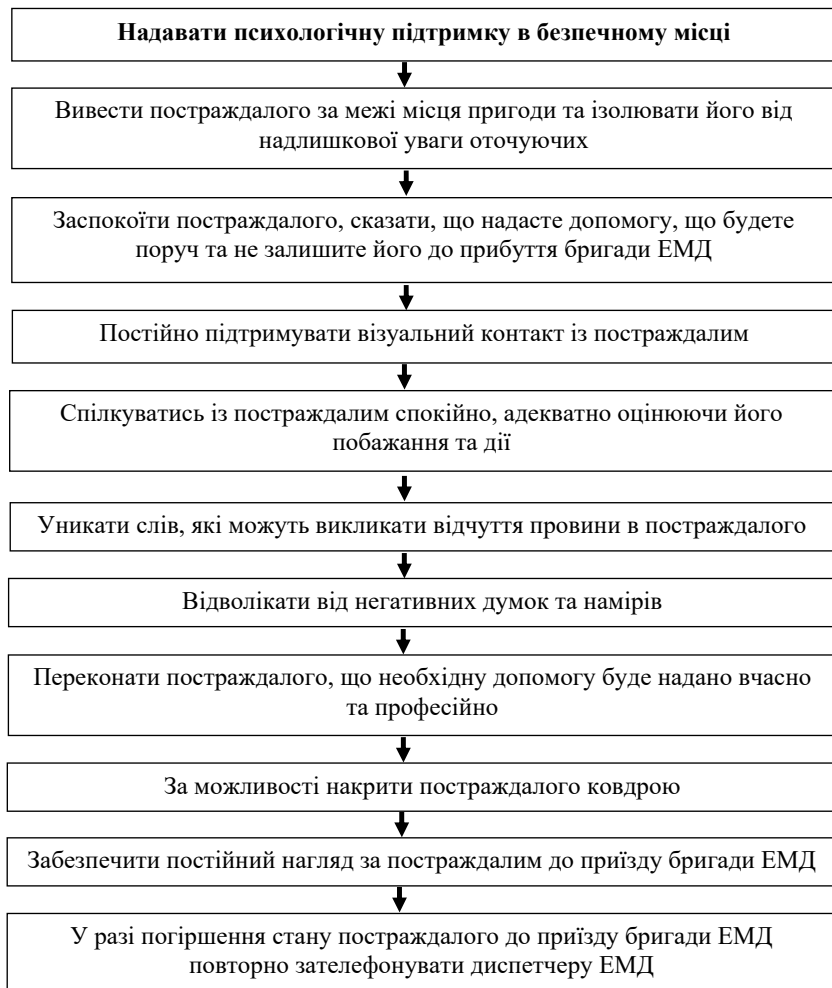 Надавати психологічну підтримку в безпечному місці
Вивести постраждалого за межі місця пригоди та ізолювати його від
надлишкової уваги оточуючих
Заспокоїти постраждалого, сказати, що надасте допомогу, що будете
поруч та не залишите його до прибуття бригади ЕМД
Постійно підтримувати візуальний контакт із постраждалим
Спілкуватись із постраждалим спокійно, адекватно оцінюючи його
побажання та дії
Уникати слів, які можуть викликати відчуття провини в постраждалого
Відволікати від негативних думок та намірів
Переконати постраждалого, що необхідну допомогу буде надано вчасно
та професійно
За можливості накрити постраждалого ковдрою
Забезпечити постійний нагляд за постраждалим до приїзду бригади ЕМД
У разі погіршення стану постраждалого до приїзду бригади ЕМД
повторно зателефонувати диспетчеру ЕМД